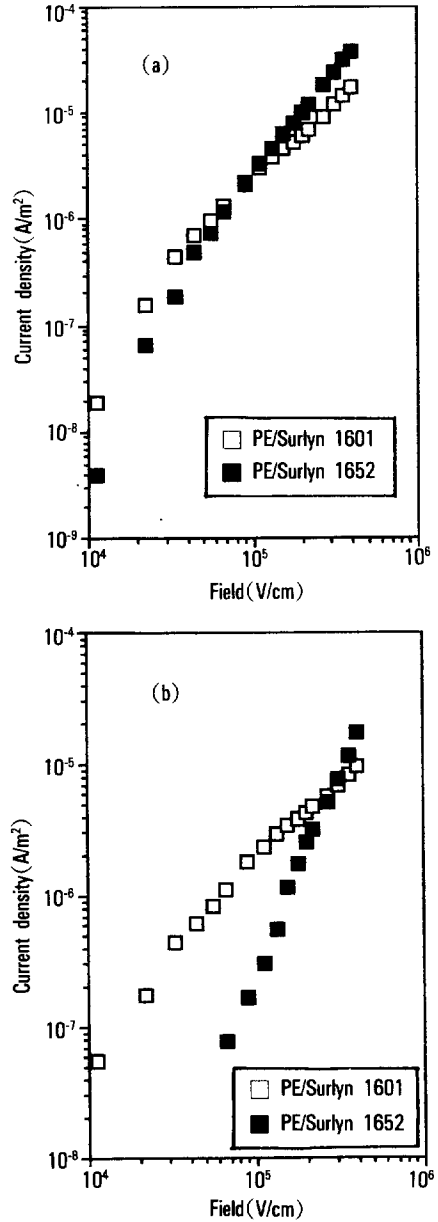 (a)
Current density(A/m²)
10⁻⁴
10⁻⁵
10⁻⁶
10⁻⁷
10⁻⁸
10⁻⁹
PE/Surlyn 1601
PE/Surlyn 1652
10⁴
10⁵
10⁶
Field(V/cm)
(b)
Current density(A/m²)
10⁻⁴
10⁻⁵
10⁻⁶
10⁻⁷
10⁻⁸
PE/Surlyn 1601
PE/Surlyn 1652
10⁴
10⁵
10⁶
Field(V/cm)